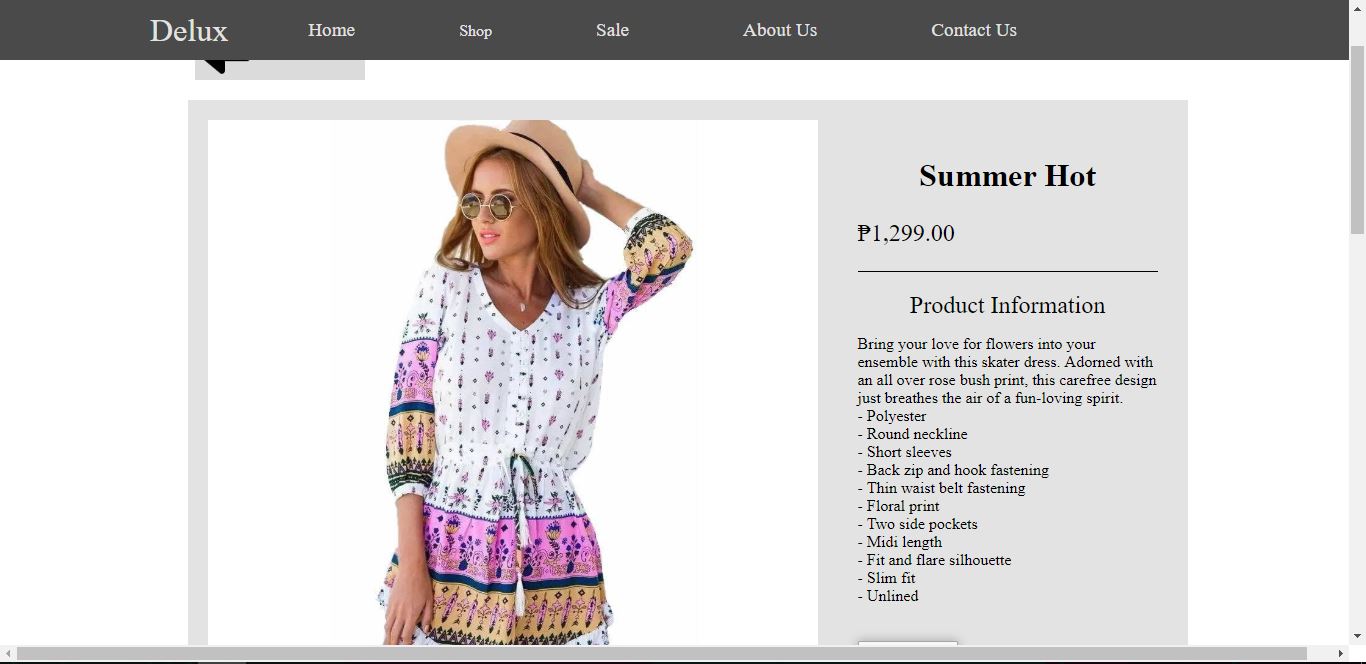 Delux
Home
Shop
Sale
About Us
Contact Us
Summer Hot
₱1,299.00
Product Information
Bring your love for flowers into your
ensemble with this skater dress. Adorned with
an all over rose bush print, this carefree design
just breathes the air of a fun-loving spirit.
- Polyester
- Round neckline
- Short sleeves
- Back zip and hook fastening
- Thin waist belt fastening
- Floral print
- Two side pockets
- Midi length
- Fit and flare silhouette
- Slim fit
- Unlined